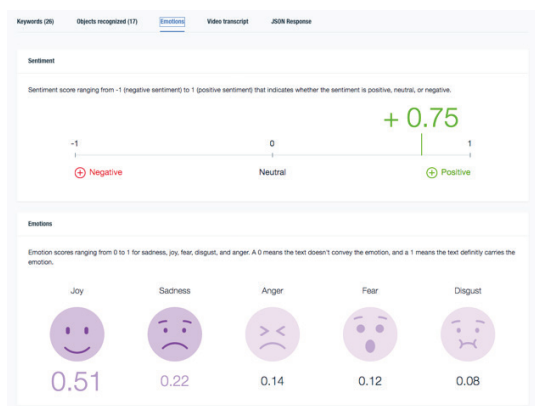 Keywords (26) Objects recognized (17) Emotions Video transcript JSON Response
Sentiment
Sentiment score ranging from -1 (negative sentiment) to 1 (positive sentiment) that indicates whether the sentiment is positive, neutral, or negative.
+ 0.75
-1 0 1
Negative Neutral Positive
Emotions
Emotion scores ranging from 0 to 1 for sadness, joy, fear, disgust, and anger. A 0 means the text doesn't convey the emotion, and a 1 means the text definitly carries the
emotion.
Joy Sadness Anger Fear Disgust
0.51 0.22 0.14 0.12 0.08